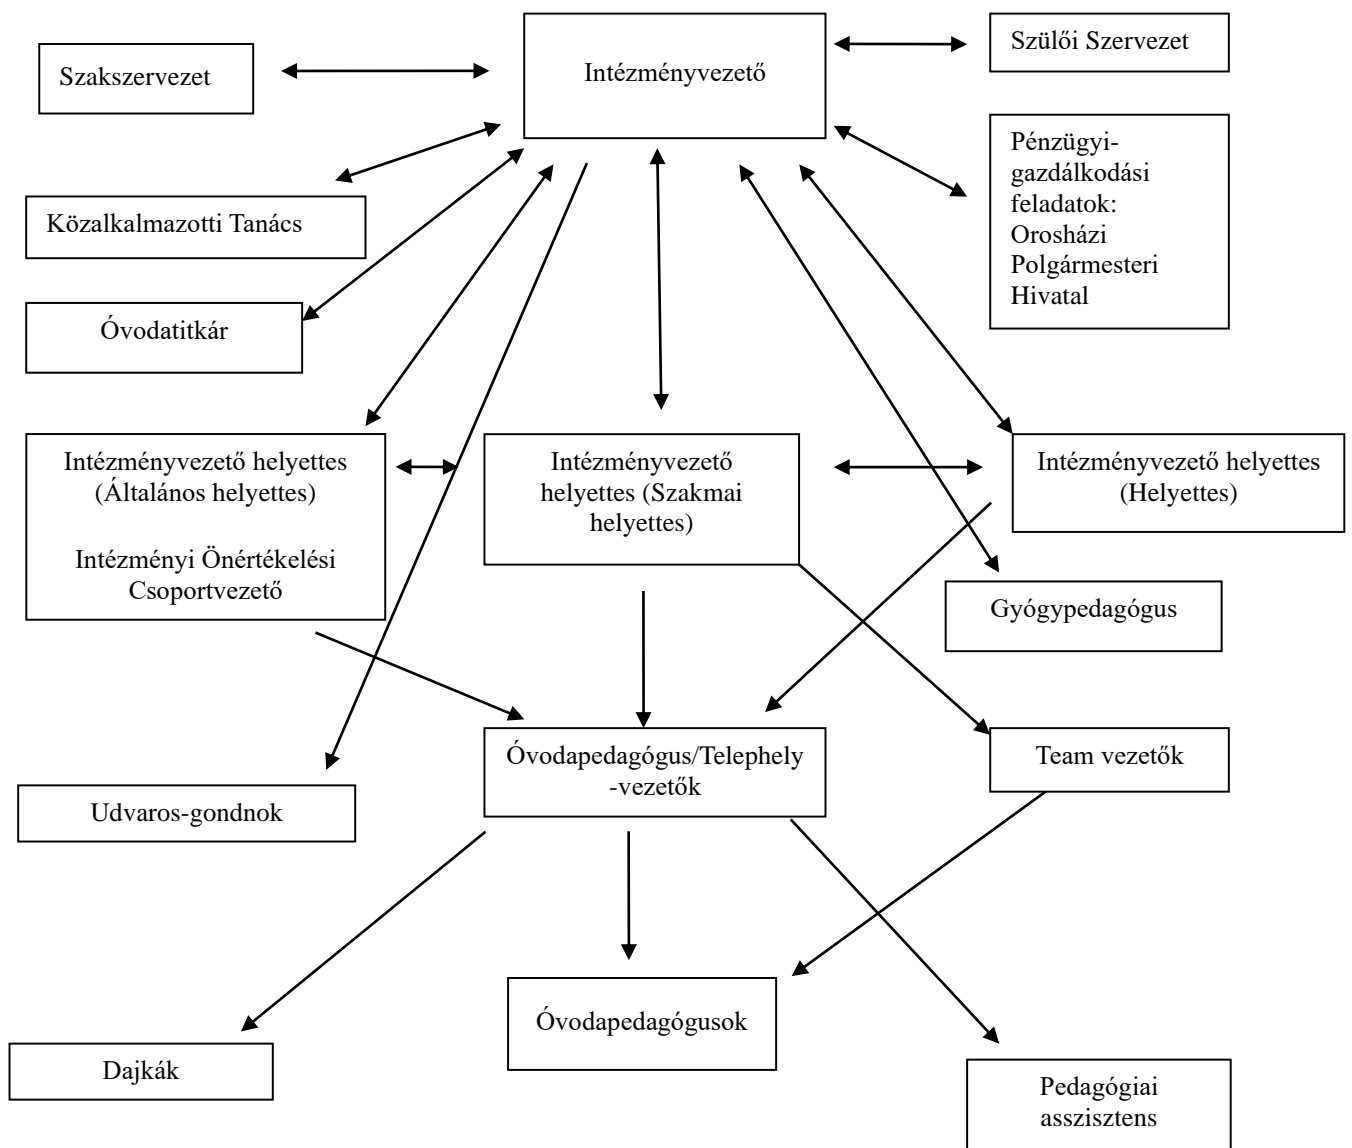 Intézményvezető
Szülői Szervezet
Szakszervezet
Pénzügyi-
gazdálkodási
feladatok:
Orosházi
Polgármesteri
Hivatal
Közalkalmazotti Tanács
Óvodatitkár
Intézményvezető helyettes
(Általános helyettes)
Intézményi Önértékelési
Csoportvezető
Intézményvezető
helyettes (Szakmai
helyettes)
Intézményvezető helyettes
(Helyettes)
Gyógypedagógus
Óvodapedagógus/Telephely
-vezetők
Team vezetők
Udvaros-gondnok
Óvodapedagógusok
Dajkák
Pedagógiai
asszisztens